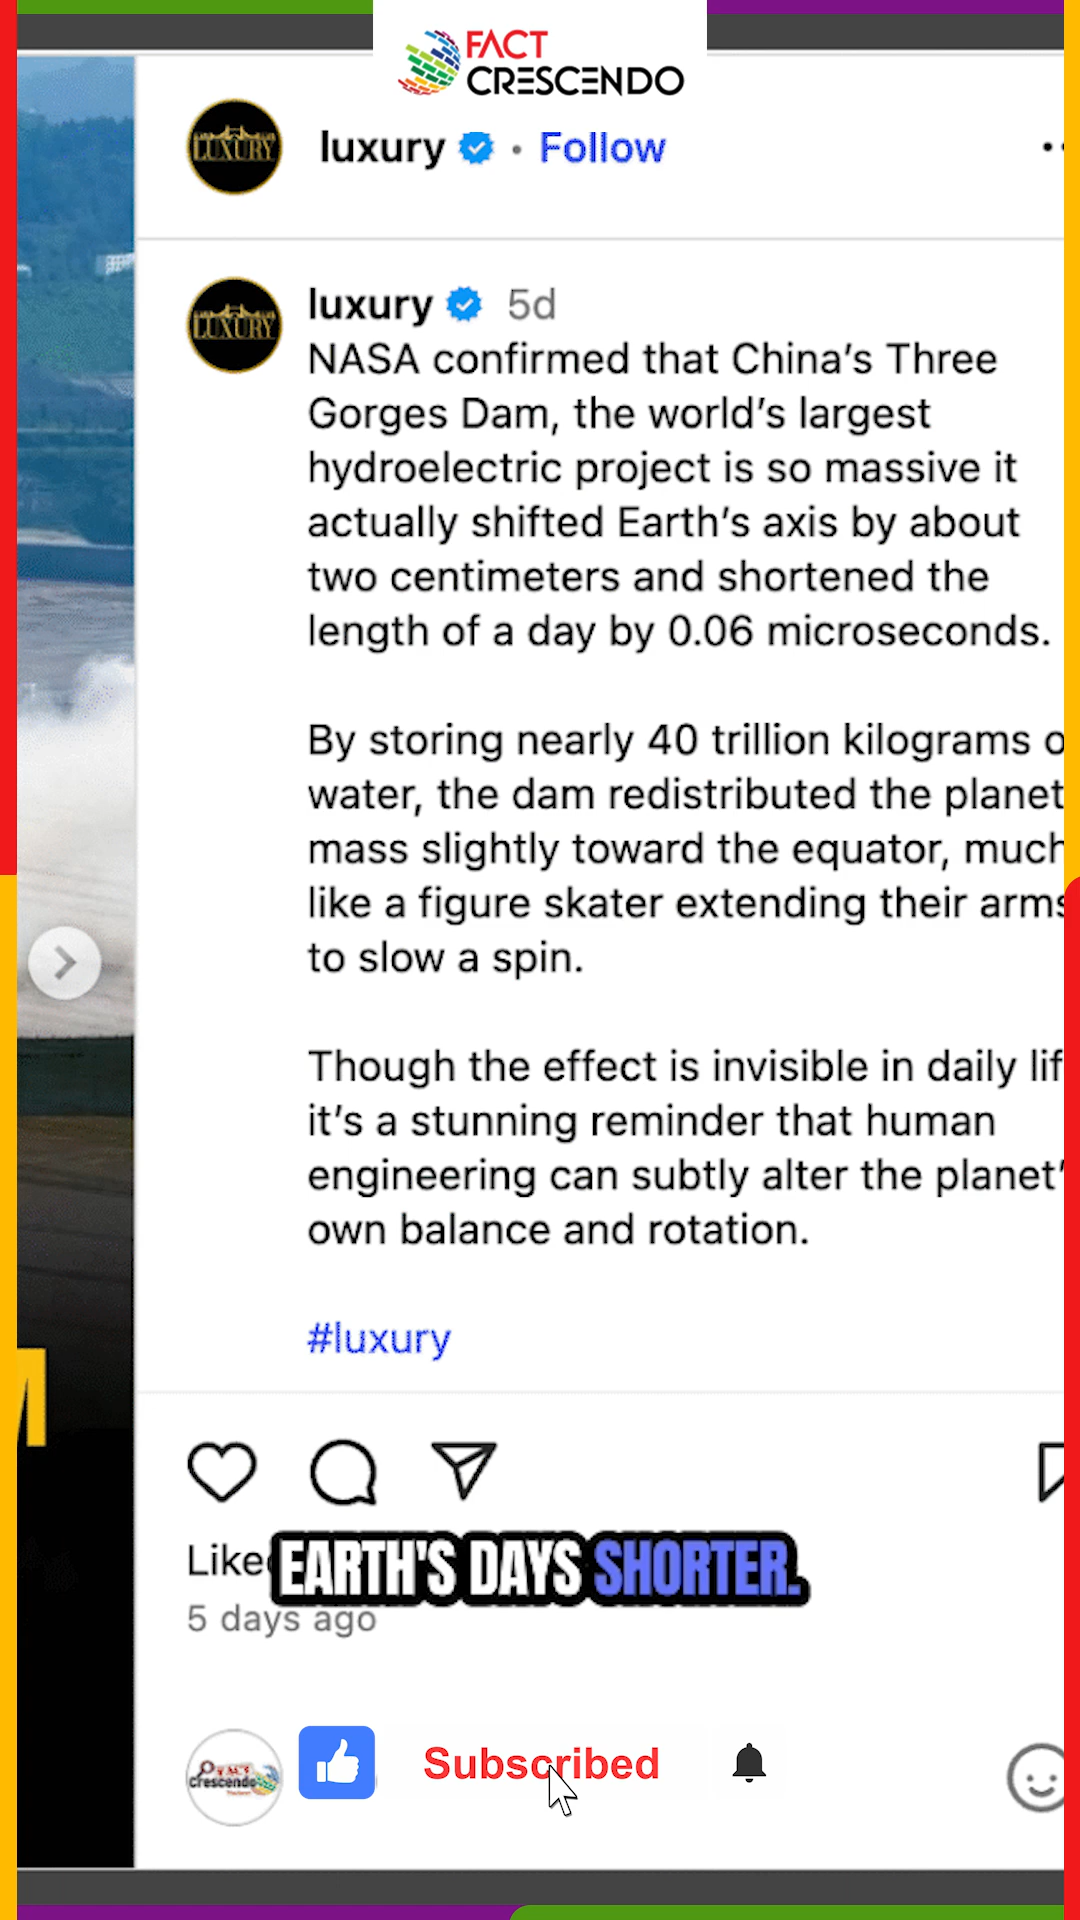 FACT
CRESCENDO
LUXURY
luxury • Follow
LUXURY
luxury 5d
NASA confirmed that China's Three
Gorges Dam, the world's largest
hydroelectric project is so massive it
actually shifted Earth's axis by about
two centimeters and shortened the
length of a day by 0.06 microseconds.
By storing nearly 40 trillion kilograms o
water, the dam redistributed the planet
mass slightly toward the equator, much
like a figure skater extending their arms
to slow a spin.
Though the effect is invisible in daily lif
it's a stunning reminder that human
engineering can subtly alter the planet'
own balance and rotation.
#luxury
M
Like
EARTH'S DAYS SHORTER.
5 days ago
Crescendo
Subscribed